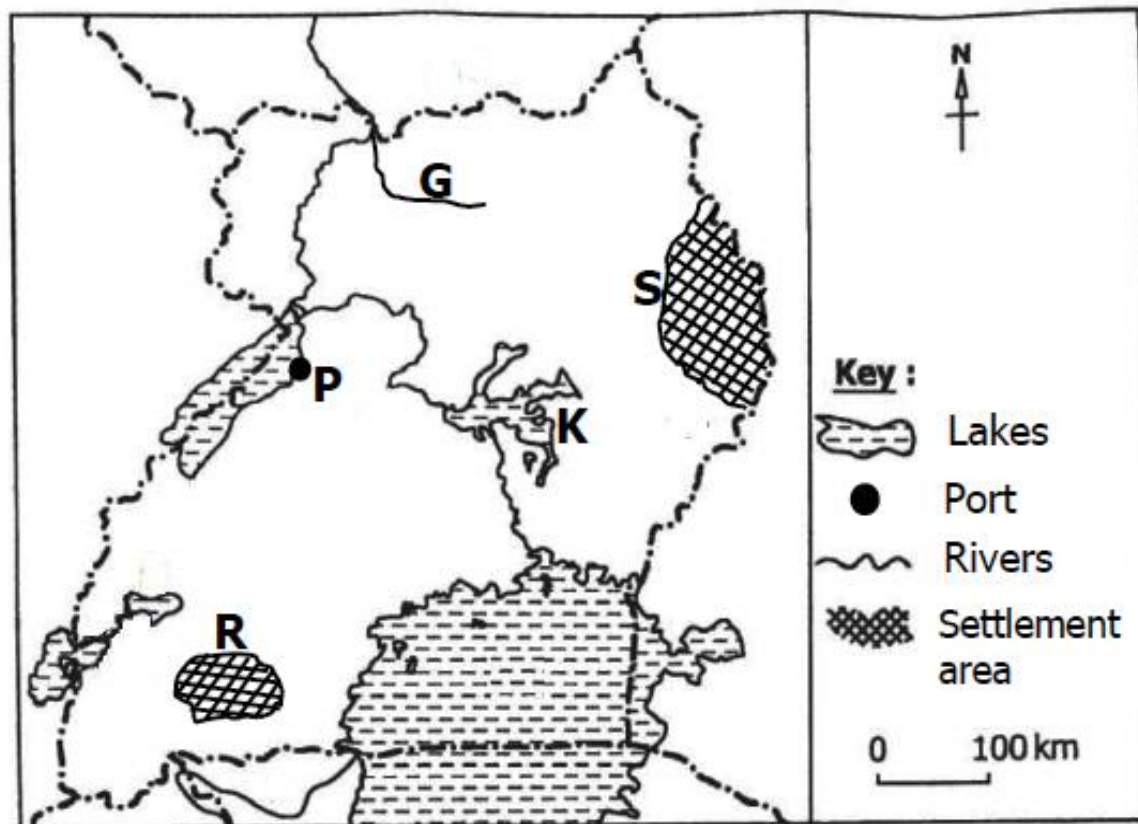 N
G
S
P
K
R
Key :
Lakes
Port
Rivers
Settlement
area
0 100 km